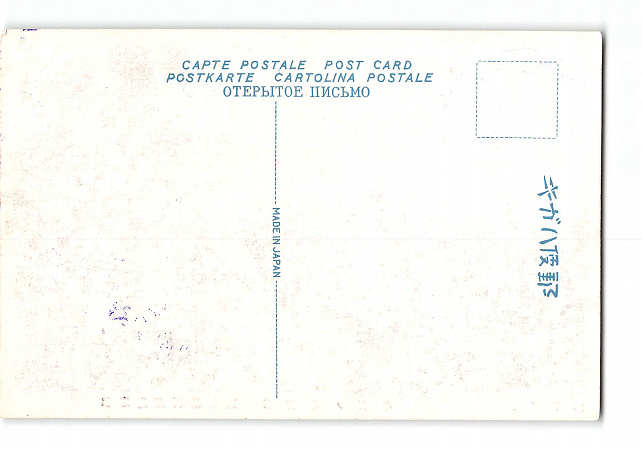 CAPTE POSTALE POST CARD
POSTKARTE CARTOLINA POSTALE
ОТЕРЫТОЕ ПИСЬМО
MADE IN JAPAN
キガハ便郵